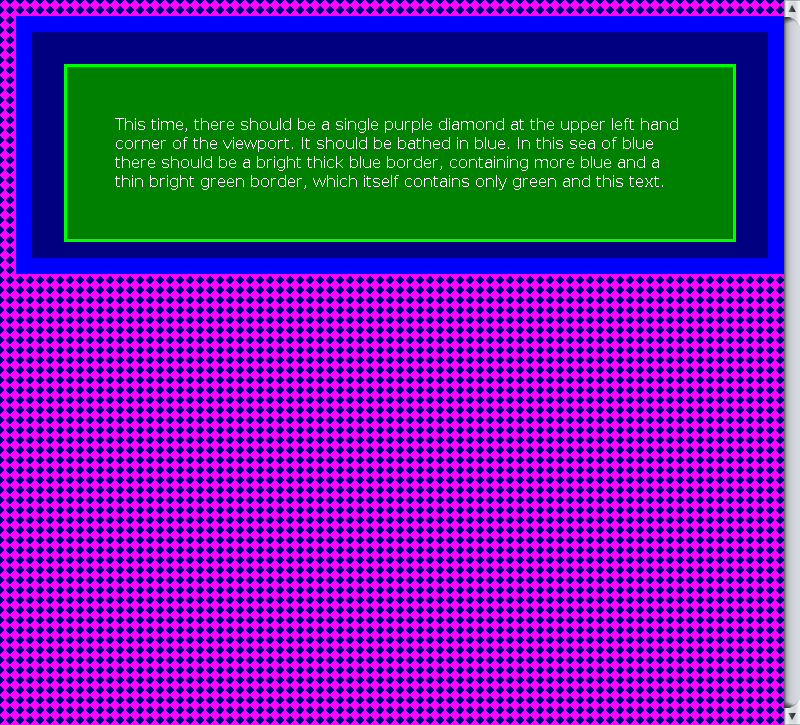 This time, there should be a single purple diamond at the upper left hand
corner of the viewport. It should be bathed in blue. In this sea of blue
there should be a bright thick blue border, containing more blue and a
thin bright green border, which itself contains only green and this text.